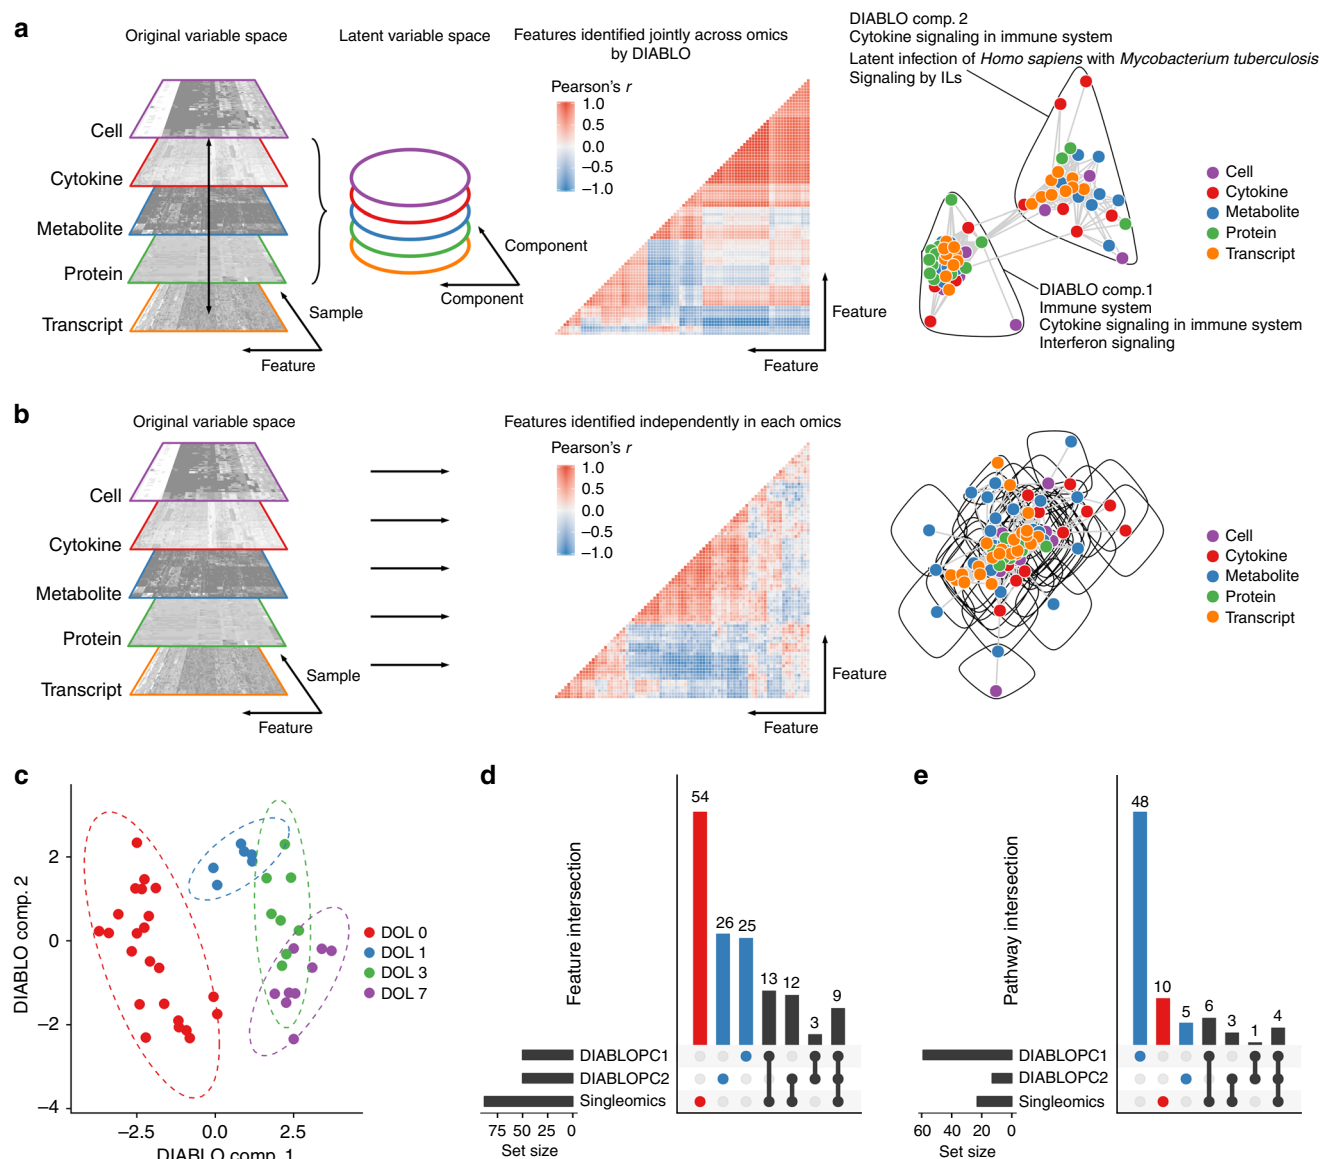 a
Original variable space
Latent variable space
Features identified jointly across omics
by DIABLO
DIABLO comp. 2
Cytokine signaling in immune system
Latent infection of Homo sapiens with Mycobacterium tuberculosis
Signaling by ILs
Pearson's r
1.0
0.5
0.0
−0.5
−1.0
Cell
Cytokine
Metabolite
Protein
Transcript
Sample
Feature
Component
Component
Feature
Feature
Cell
Cytokine
Metabolite
Protein
Transcript
DIABLO comp.1
Immune system
Cytokine signaling in immune system
Interferon signaling
b
Original variable space
Features identified independently in each omics
Pearson's r
1.0
0.5
0.0
−0.5
−1.0
Cell
Cytokine
Metabolite
Protein
Transcript
Sample
Feature
Feature
Feature
Cell
Cytokine
Metabolite
Protein
Transcript
c
DIABLO comp. 2
2
0
−2
−4
−2.5
0.0
2.5
DIABLO comp. 1
DOL 0
DOL 1
DOL 3
DOL 7
d
Feature intersection
54
26
25
13
12
3
9
DIABLOPC1
DIABLOPC2
Singleomics
75 50 25 0
Set size
e
Pathway intersection
48
10
5
6
3
1
4
DIABLOPC1
DIABLOPC2
Singleomics
60 40 20 0
Set size